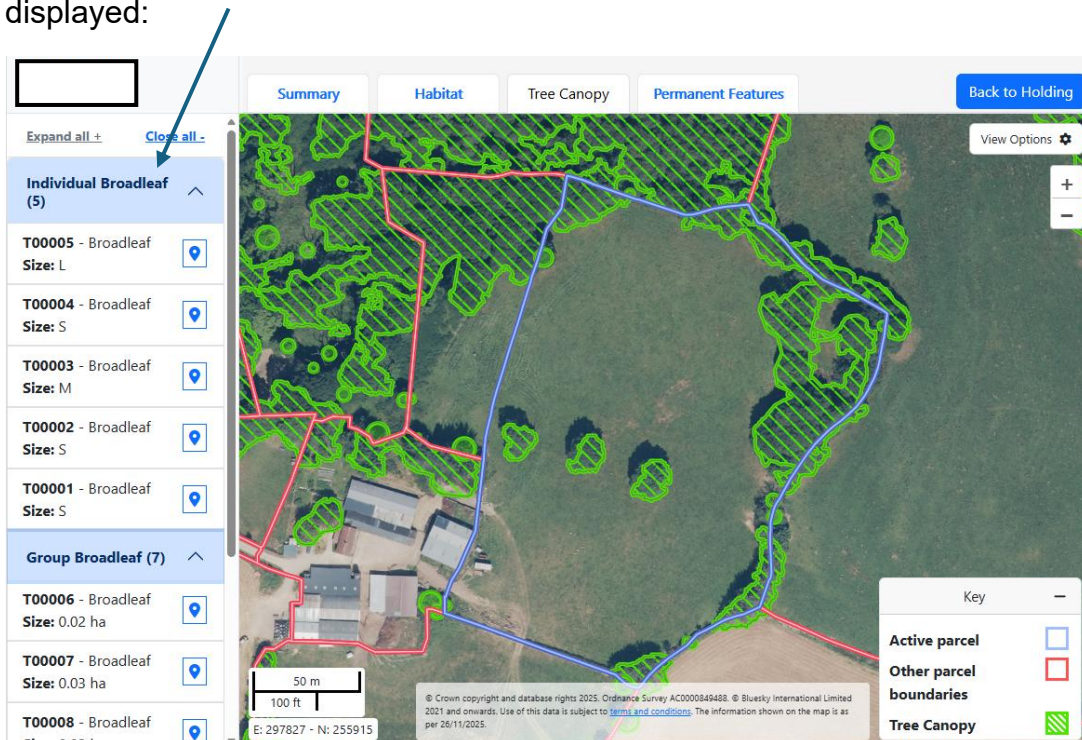 displayed:
Summary
Habitat
Tree Canopy
Permanent Features
Back to Holding
Expand all +
Close all -
View Options
+
−
Individual Broadleaf
(5)
T00005 - Broadleaf
Size: L
T00004 - Broadleaf
Size: S
T00003 - Broadleaf
Size: M
T00002 - Broadleaf
Size: S
T00001 - Broadleaf
Size: S
Group Broadleaf (7)
T00006 - Broadleaf
Size: 0.02 ha
T00007 - Broadleaf
Size: 0.03 ha
T00008 - Broadleaf
50 m
100 ft
E: 297827 - N: 255915
© Crown copyright and database rights 2025. Ordnance Survey AC0000849488. © Bluesky International Limited
2021 and onwards. Use of this data is subject to terms and conditions. The information shown on the map is as
per 26/11/2025.
Key −
Active parcel
Other parcel
boundaries
Tree Canopy